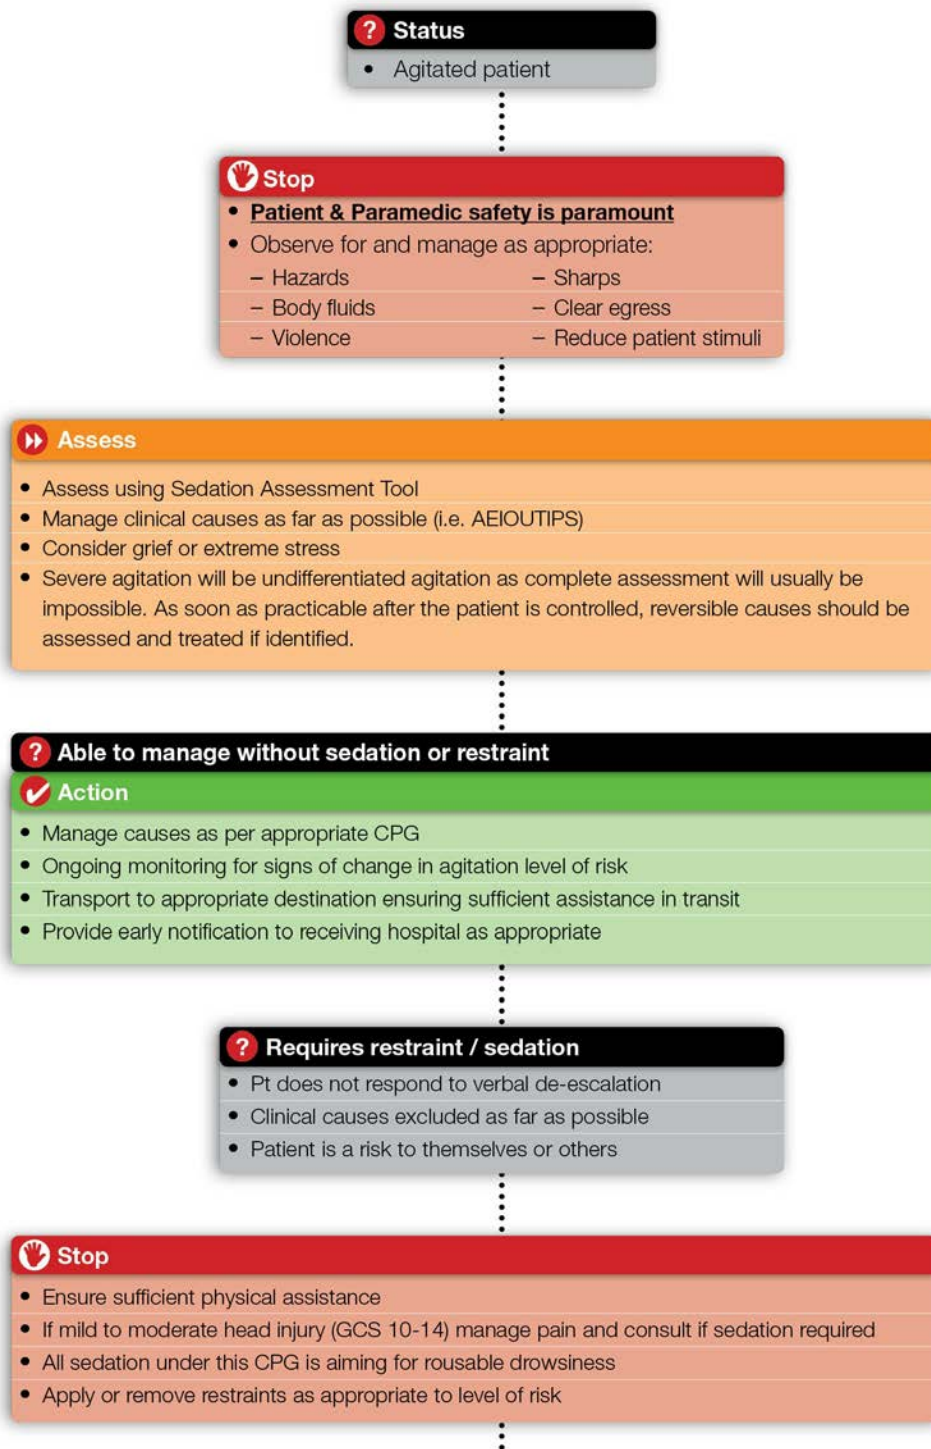 Status
• Agitated patient
Stop
• Patient & Paramedic safety is paramount
• Observe for and manage as appropriate:
– Hazards – Sharps
– Body fluids – Clear egress
– Violence – Reduce patient stimuli
Assess
• Assess using Sedation Assessment Tool
• Manage clinical causes as far as possible (i.e. AEIOUTIPS)
• Consider grief or extreme stress
• Severe agitation will be undifferentiated agitation as complete assessment will usually be
impossible. As soon as practicable after the patient is controlled, reversible causes should be
assessed and treated if identified.
? Able to manage without sedation or restraint
Action
• Manage causes as per appropriate CPG
• Ongoing monitoring for signs of change in agitation level of risk
• Transport to appropriate destination ensuring sufficient assistance in transit
• Provide early notification to receiving hospital as appropriate
? Requires restraint / sedation
• Pt does not respond to verbal de-escalation
• Clinical causes excluded as far as possible
• Patient is a risk to themselves or others
Stop
• Ensure sufficient physical assistance
• If mild to moderate head injury (GCS 10-14) manage pain and consult if sedation required
• All sedation under this CPG is aiming for rousable drowsiness
• Apply or remove restraints as appropriate to level of risk